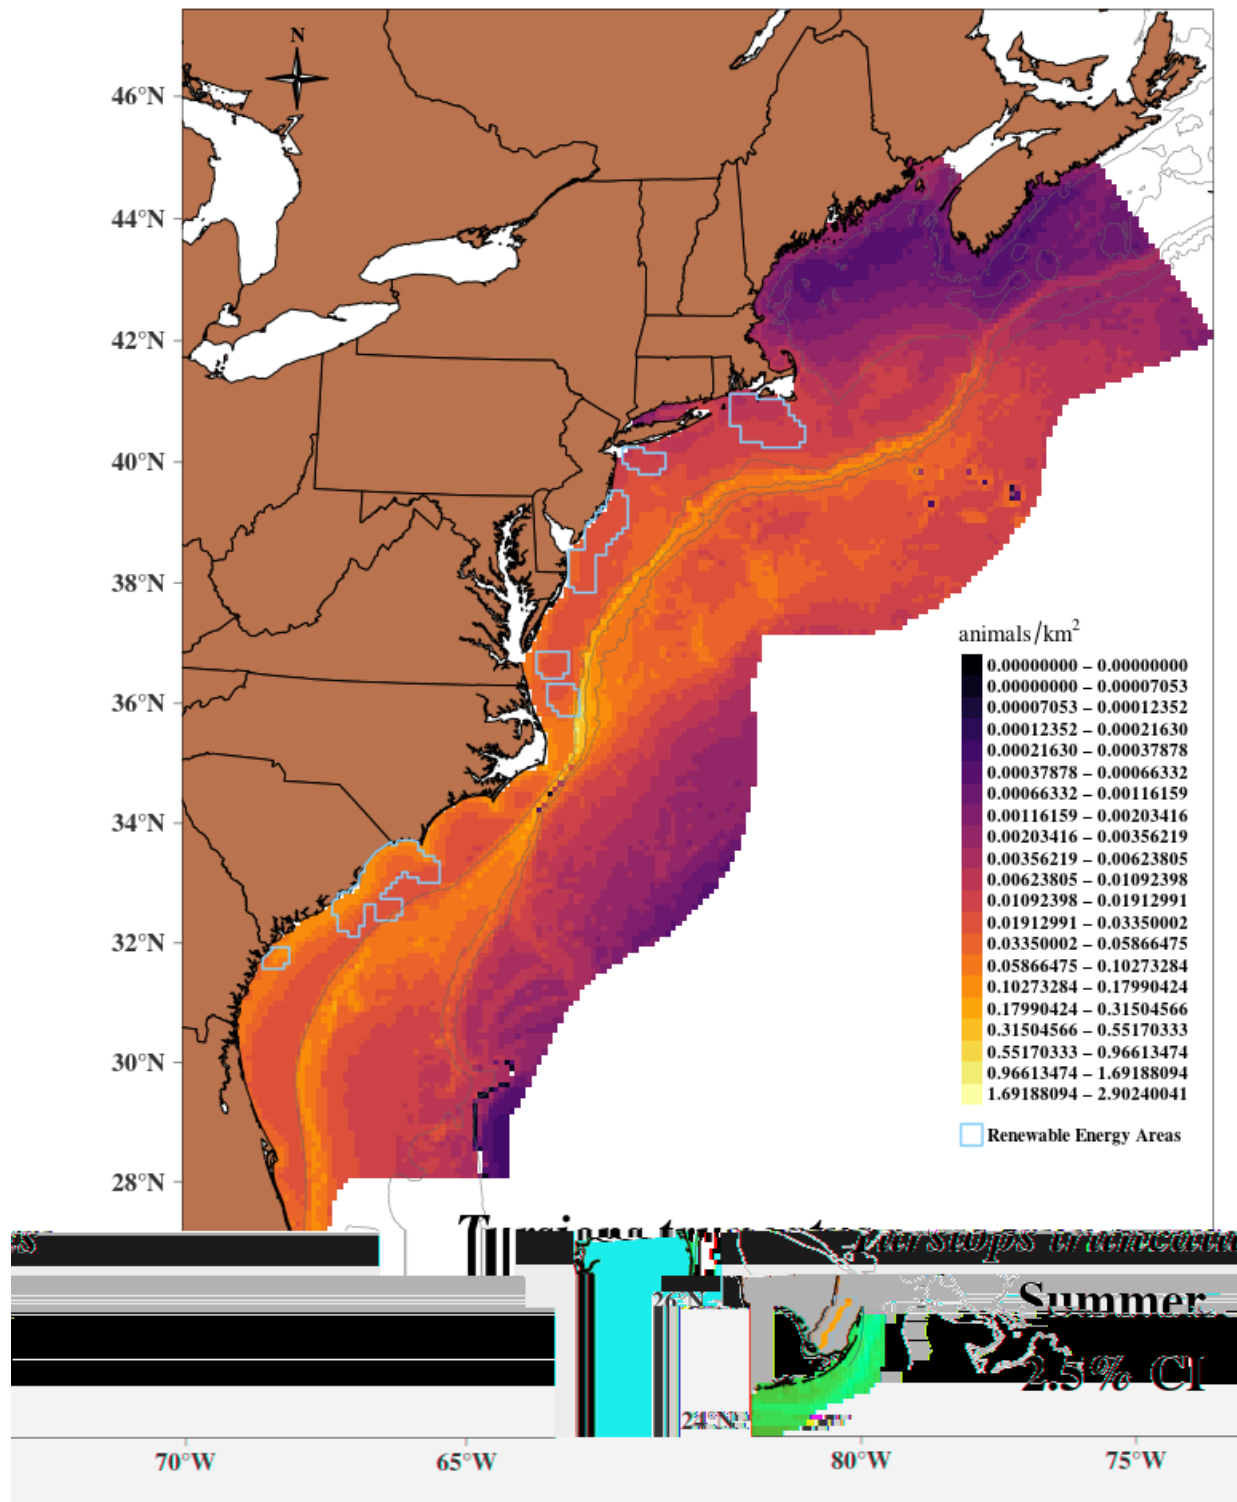 N
46°N
44°N
42°N
40°N
38°N
36°N
34°N
32°N
30°N
28°N
animals/km²
0.00000000 – 0.00000000
0.00000000 – 0.00007053
0.00007053 – 0.00012352
0.00012352 – 0.00021630
0.00021630 – 0.00037878
0.00037878 – 0.00066332
0.00066332 – 0.00116159
0.00116159 – 0.00203416
0.00203416 – 0.00356219
0.00356219 – 0.00623805
0.00623805 – 0.01092398
0.01092398 – 0.01912991
0.01912991 – 0.03350002
0.03350002 – 0.05866475
0.05866475 – 0.10273284
0.10273284 – 0.17990424
0.17990424 – 0.31504566
0.31504566 – 0.55170333
0.55170333 – 0.96613474
0.96613474 – 1.69188094
1.69188094 – 2.90240041
Renewable Energy Areas
26°N
Summer
2.5% CI
24°N
70°W
65°W
80°W
75°W